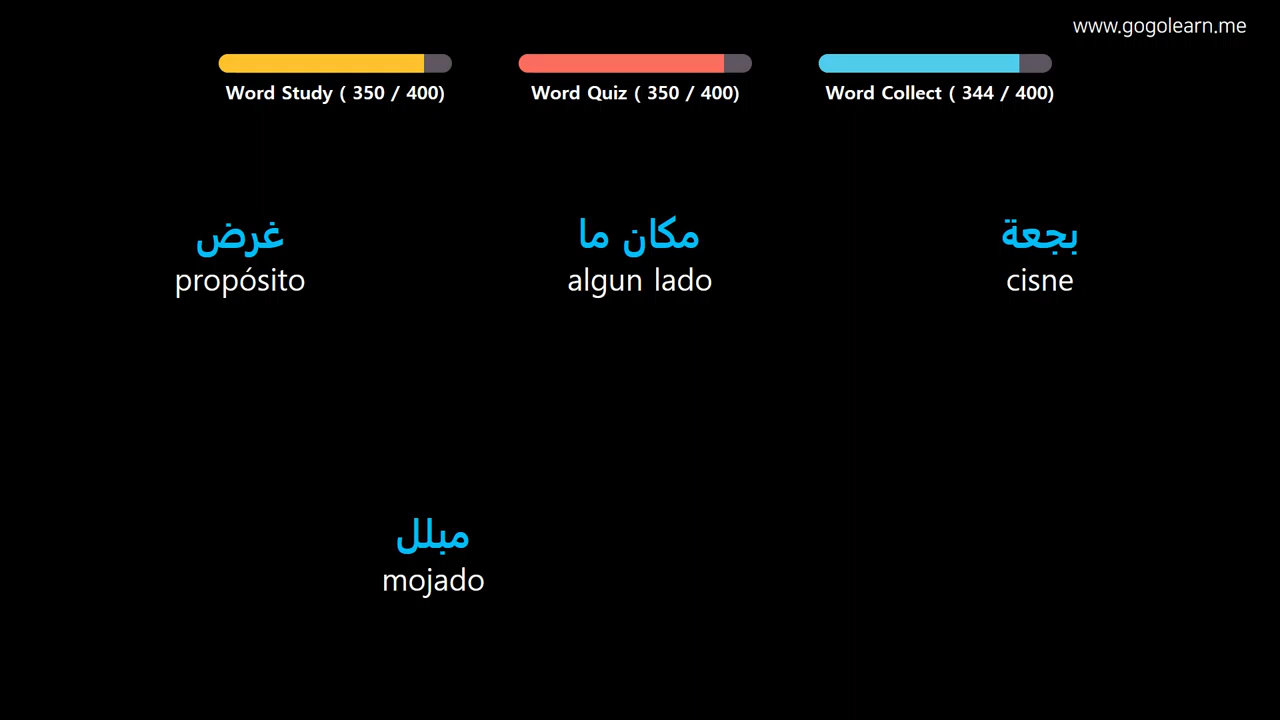 www.gogolearn.me
Word Study ( 350 / 400)
Word Quiz ( 350 / 400)
Word Collect ( 344 / 400)
غرض
propósito
مكان ما
algun lado
بجعة
cisne
مبلل
mojado